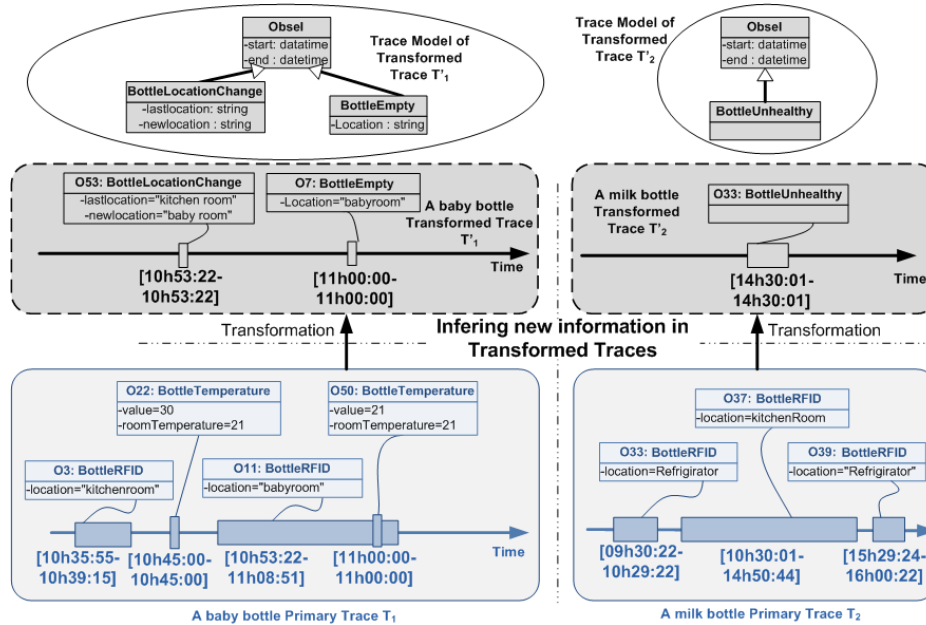 Obsel
-start: datatime
-end : datetime
Trace Model of
Transformed
Trace T'1
BottleLocationChange
-lastlocation: string
-newlocation : string
BottleEmpty
-Location : string
Trace Model of
Transformed
Trace T'2
Obsel
-start: datatime
-end : datetime
BottleUnhealthy
O53: BottleLocationChange
-lastlocation="kitchen room"
-newlocation="baby room"
O7: BottleEmpty
-Location="babyroom"
A baby bottle
Transformed Trace
T'1
Time
[10h53:22-
10h53:22]
[11h00:00-
11h00:00]
A milk bottle
Transformed
Trace T'2
O33: BottleUnhealthy
Time
[14h30:01-
14h30:01]
Transformation
Infering new information in
Transformed Traces
Transformation
O22: BottleTemperature
-value=30
-roomTemperature=21
O50: BottleTemperature
-value=21
-roomTemperature=21
O3: BottleRFID
-location="kitchenroom"
O11: BottleRFID
-location="babyroom"
Time
[10h35:55-
10h39:15]
[10h45:00-
10h45:00]
[10h53:22-
11h08:51]
[11h00:00-
11h00:00]
A baby bottle Primary Trace T1
O37: BottleRFID
-location=kitchenRoom
O33: BottleRFID
-location=Refrigirator
O39: BottleRFID
-location="Refrigirator"
Time
[09h30:22-
10h29:22]
[10h30:01-
14h50:44]
[15h29:24-
16h00:22]
A milk bottle Primary Trace T2